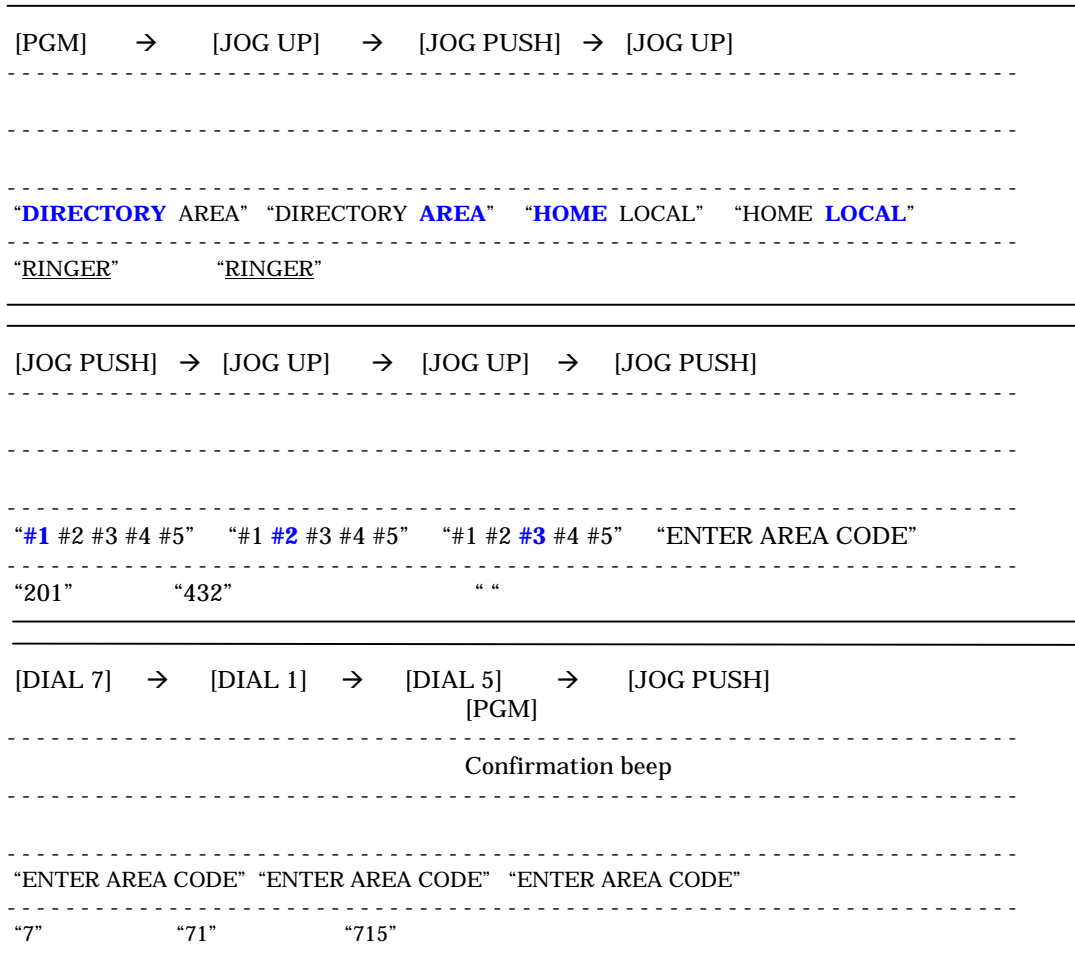 [PGM] → [JOG UP] → [JOG PUSH] → [JOG UP]
“DIRECTORY AREA” “DIRECTORY AREA” “HOME LOCAL” “HOME LOCAL”
“RINGER” “RINGER”
[JOG PUSH] → [JOG UP] → [JOG UP] → [JOG PUSH]
“#1 #2 #3 #4 #5” “#1 #2 #3 #4 #5” “#1 #2 #3 #4 #5” “ENTER AREA CODE”
“201” “432” “ “
[DIAL 7] → [DIAL 1] → [DIAL 5] → [JOG PUSH]
[PGM]
Confirmation beep
“ENTER AREA CODE” “ENTER AREA CODE” “ENTER AREA CODE”
“7” “71” “715”